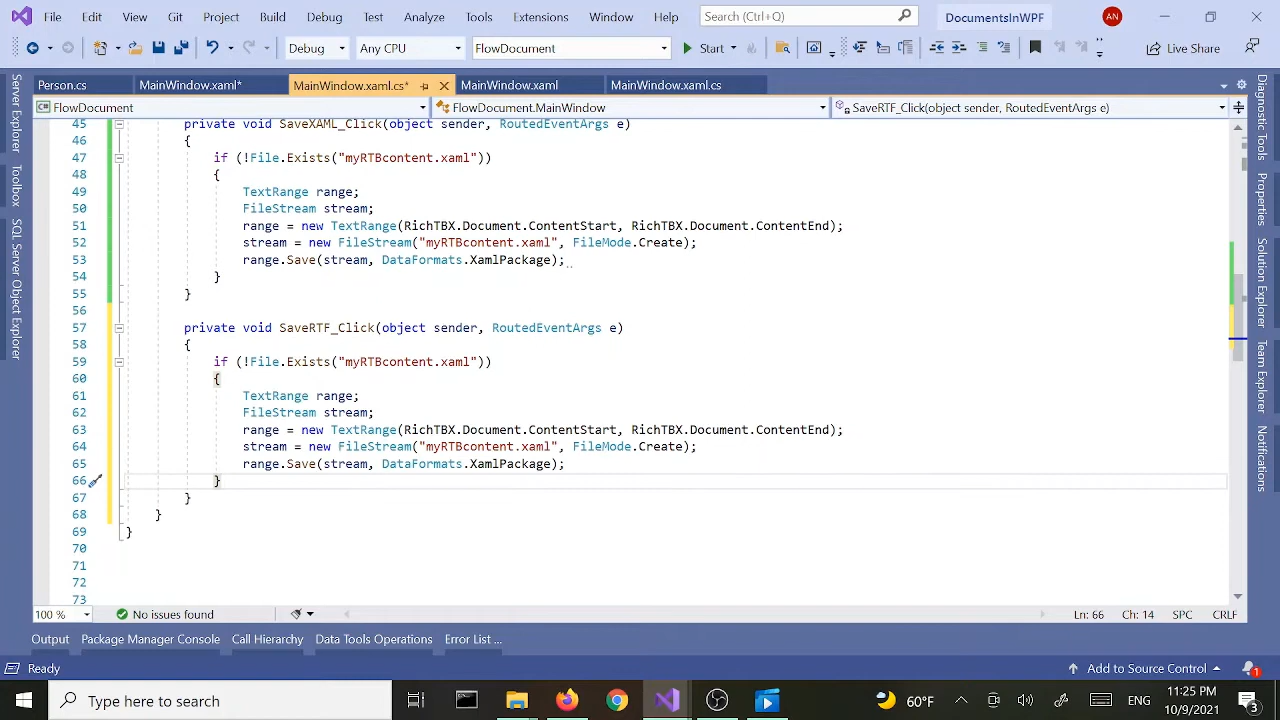 File Edit View Git Project Build Debug Test Analyze Tools Extensions Window Help Search (Ctrl+Q) DocumentsInWPF AN
Debug Any CPU FlowDocument Start Live Share
Person.cs MainWindow.xaml* MainWindow.xaml.cs* MainWindow.xaml MainWindow.xaml.cs
FlowDocument FlowDocument.MainWindow SaveRTF_Click(object sender, RoutedEventArgs e)
45 private void SaveXAML_Click(object sender, RoutedEventArgs e)
46 {
47 if (!File.Exists("myRTBcontent.xaml"))
48 {
49 TextRange range;
50 FileStream stream;
51 range = new TextRange(RichTBX.Document.ContentStart, RichTBX.Document.ContentEnd);
52 stream = new FileStream("myRTBcontent.xaml", FileMode.Create);
53 range.Save(stream, DataFormats.XamlPackage);
54 }
55 }
56
57 private void SaveRTF_Click(object sender, RoutedEventArgs e)
58 {
59 if (!File.Exists("myRTBcontent.xaml"))
60 {
61 TextRange range;
62 FileStream stream;
63 range = new TextRange(RichTBX.Document.ContentStart, RichTBX.Document.ContentEnd);
64 stream = new FileStream("myRTBcontent.xaml", FileMode.Create);
65 range.Save(stream, DataFormats.XamlPackage);
66 }
67 }
68 }
69 }
70
71
72
73
Server Explorer
Toolbox
Object Explorer
Diagnostic Tools
Properties
Solution Explorer
Team Explorer
Notifications
100 % No issues found Ln: 66 Ch: 14 SPC CRLF
Output Package Manager Console Call Hierarchy Data Tools Operations Error List ...
Ready Add to Source Control 1
Type here to search 60°F ENG 11:25 PM
10/9/2021 3